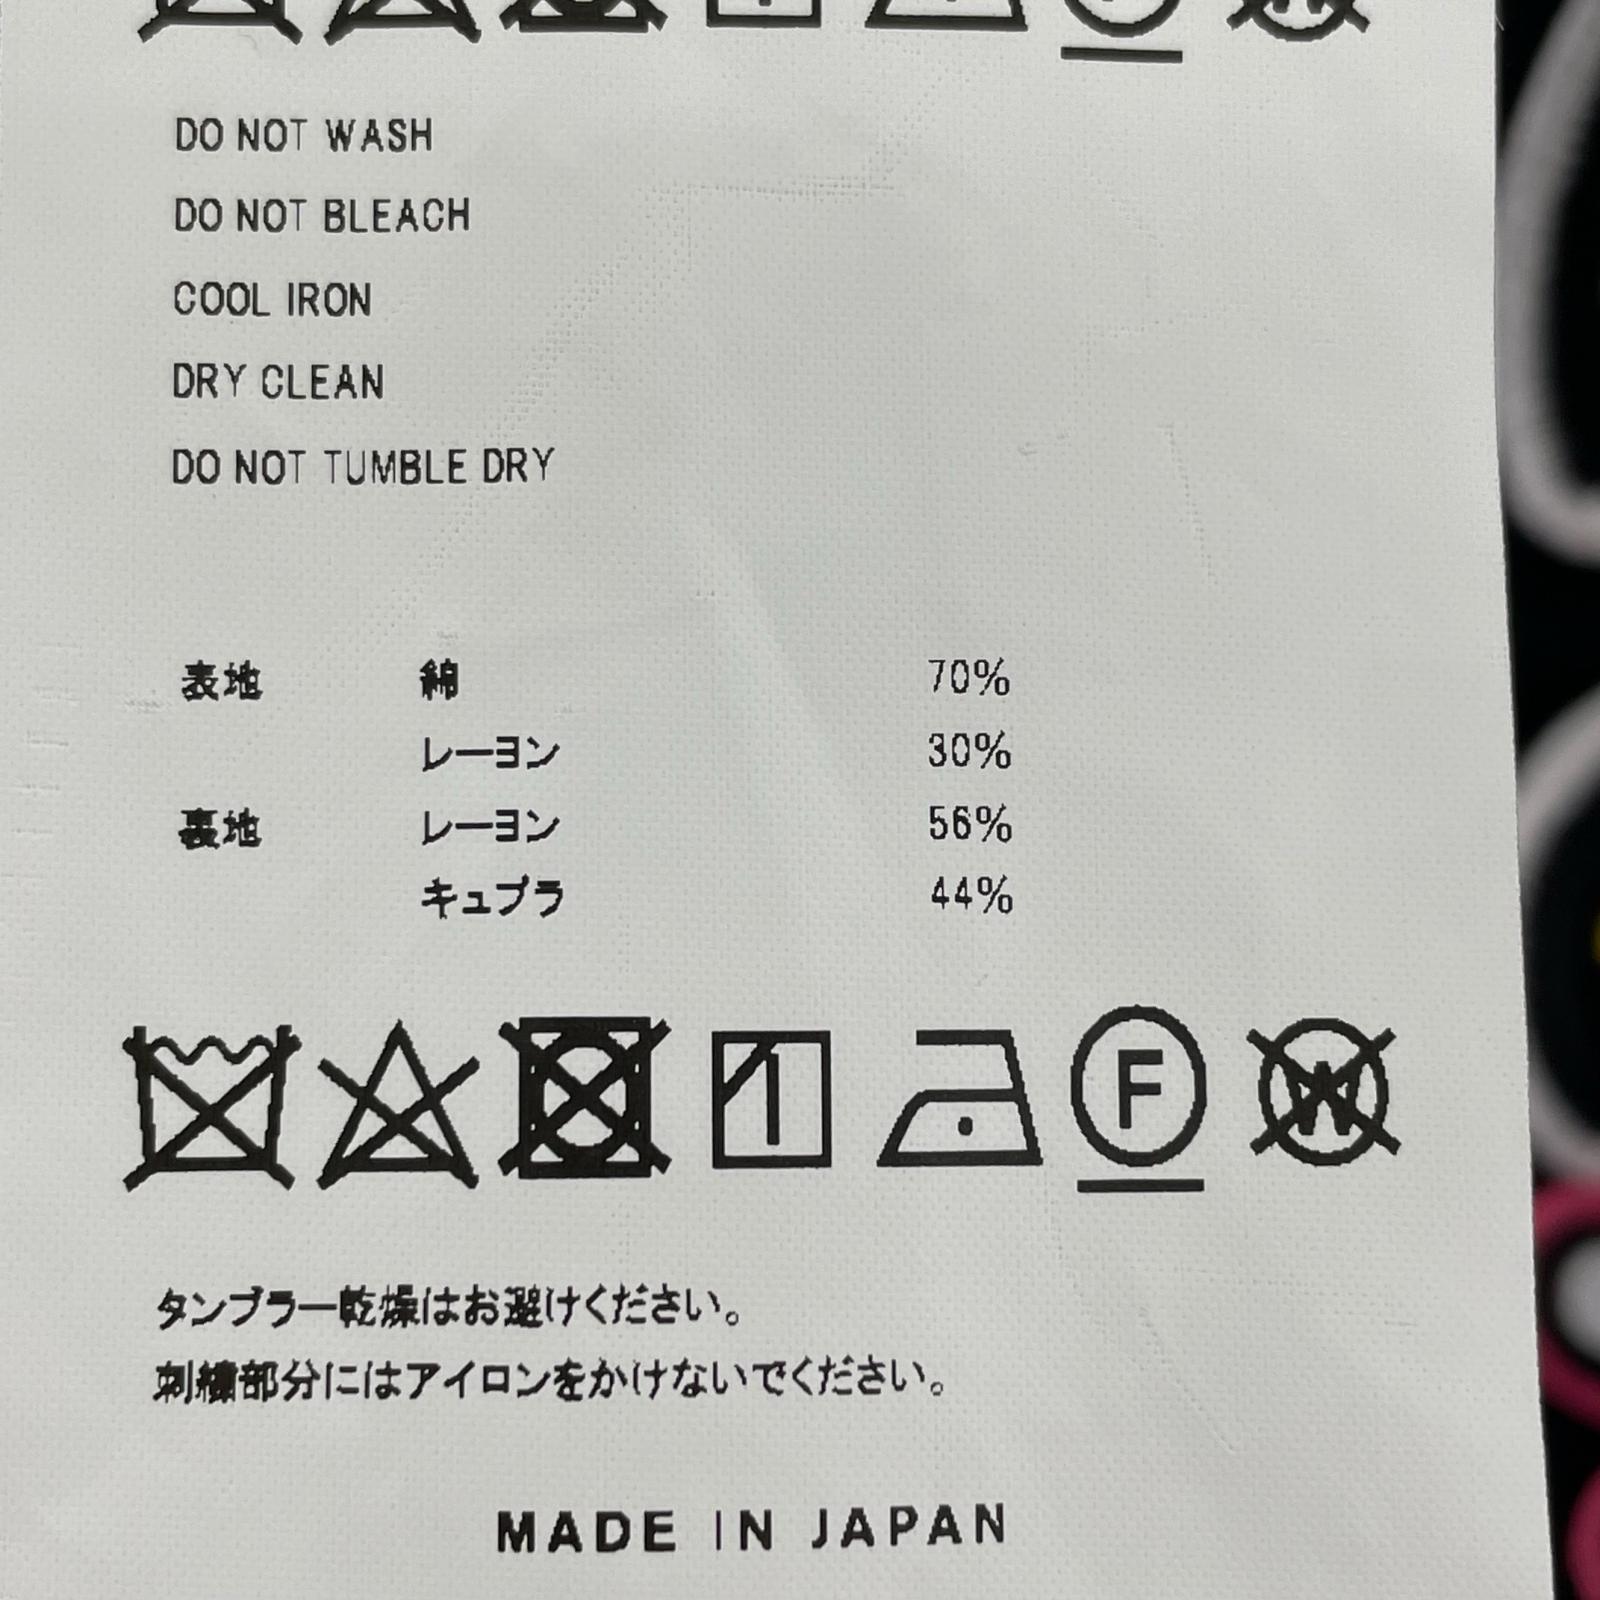 DO NOT WASH
DO NOT BLEACH
COOL IRON
DRY CLEAN
DO NOT TUMBLE DRY
表地 綿 70%
レーヨン 30%
裏地 レーヨン 56%
キュプラ 44%
F W
タンブラー乾燥はお避けください。
刺繍部分にはアイロンをかけないでください。
MADE IN JAPAN